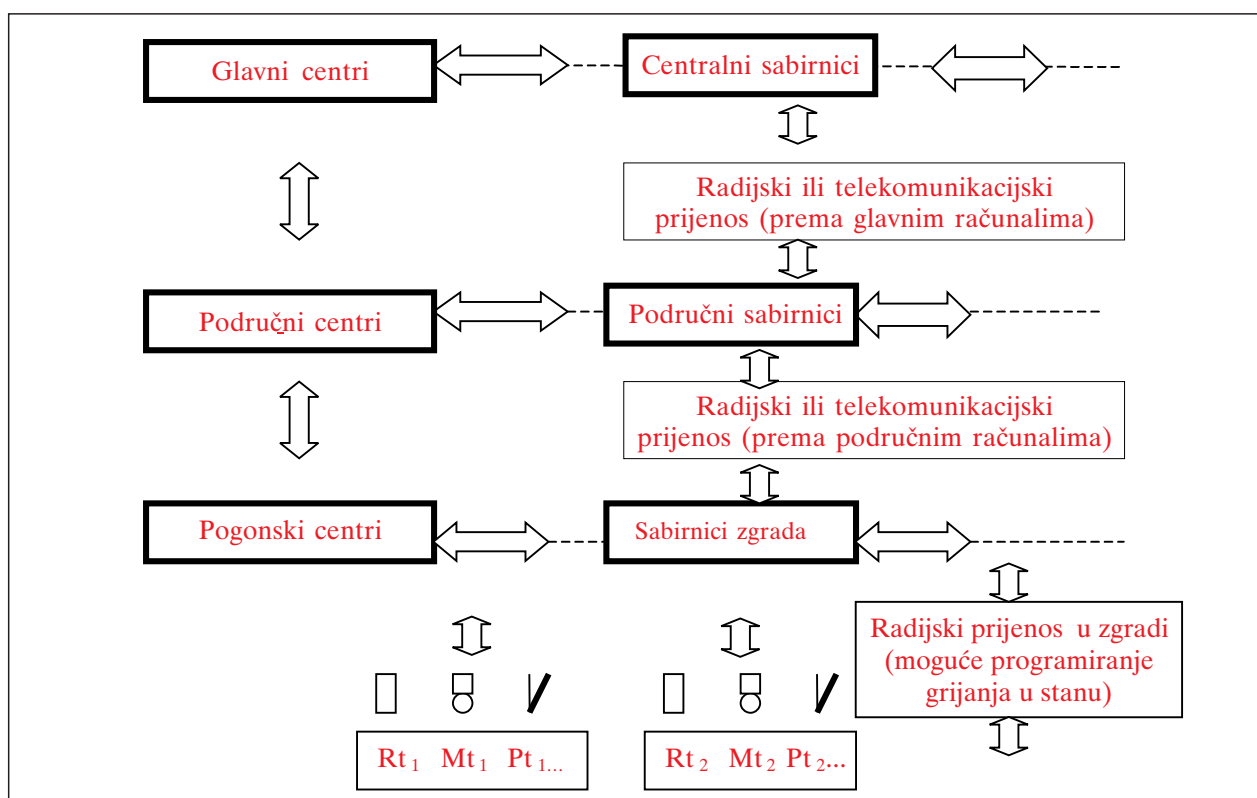 Glavni centri
Centralni sabirnici
Radijski ili telekomunikacijski
prijenos (prema glavnim računalima)
Područni centri
Područni sabirnici
Radijski ili telekomunikacijski
prijenos (prema područnim računalima)
Pogonski centri
Sabirnici zgrada
Radijski prijenos u zgradi
(moguće programiranje
grijanja u stanu)
Rt 1 Mt 1 Pt 1...
Rt 2 Mt 2 Pt 2...